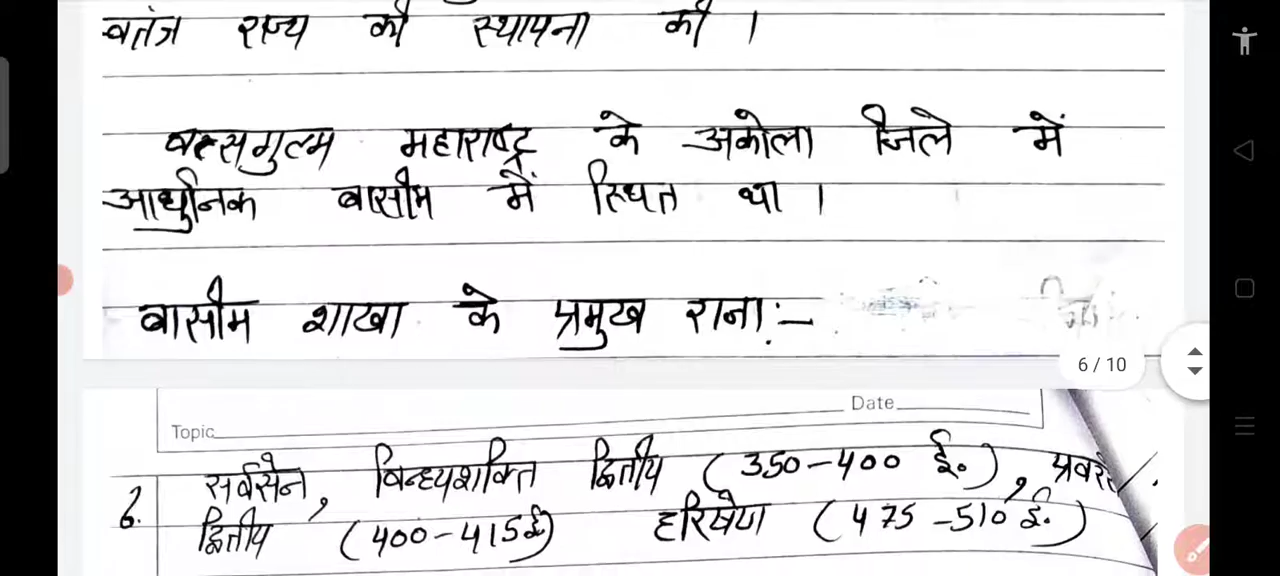 वतंत्र राज्य की स्थापना की ।
वत्सगुल्म महाराष्ट्र के अकोला जिले में
आधुनिक बासीम में स्थित था ।
बासीम शाखा के प्रमुख राजा :–
6 / 10
Topic Date
सर्वसेन, विन्ध्यशक्ति द्वितीय (350-400 ई.), प्रवरसे
6. द्वितीय (400-415 ई) हरिषेण (475-510 ई.)